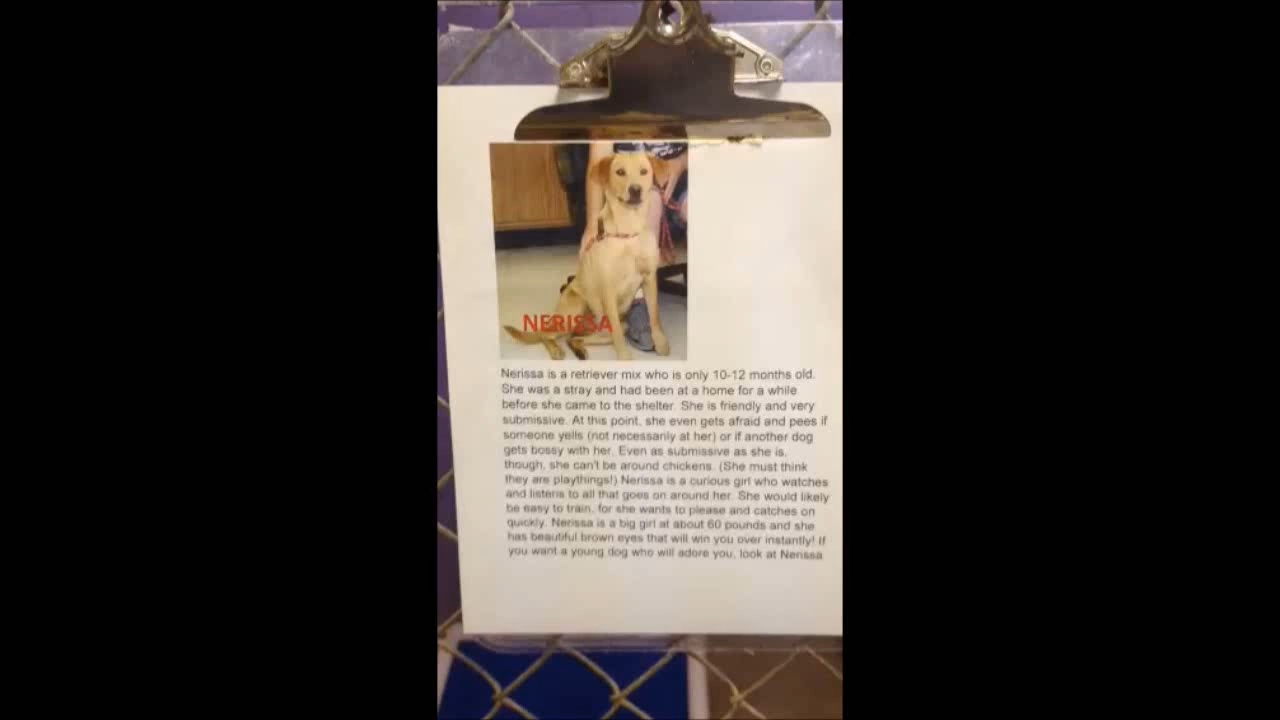 NERISSA
Nerissa is a retriever mix who is only 10-12 months old.
She was a stray and had been at a home for a while
before she came to the shelter. She is friendly and very
submissive. At this point, she even gets afraid and pees if
someone yells (not necessarily at her) or if another dog
gets bossy with her. Even as submissive as she is,
though, she can't be around chickens. (She must think
they are playthings!) Nerissa is a curious girl who watches
and listens to all that goes on around her. She would likely
be easy to train, for she wants to please and catches on
quickly. Nerissa is a big girl at about 60 pounds and she
has beautiful brown eyes that will win you over instantly! If
you want a young dog who will adore you, look at Nerissa